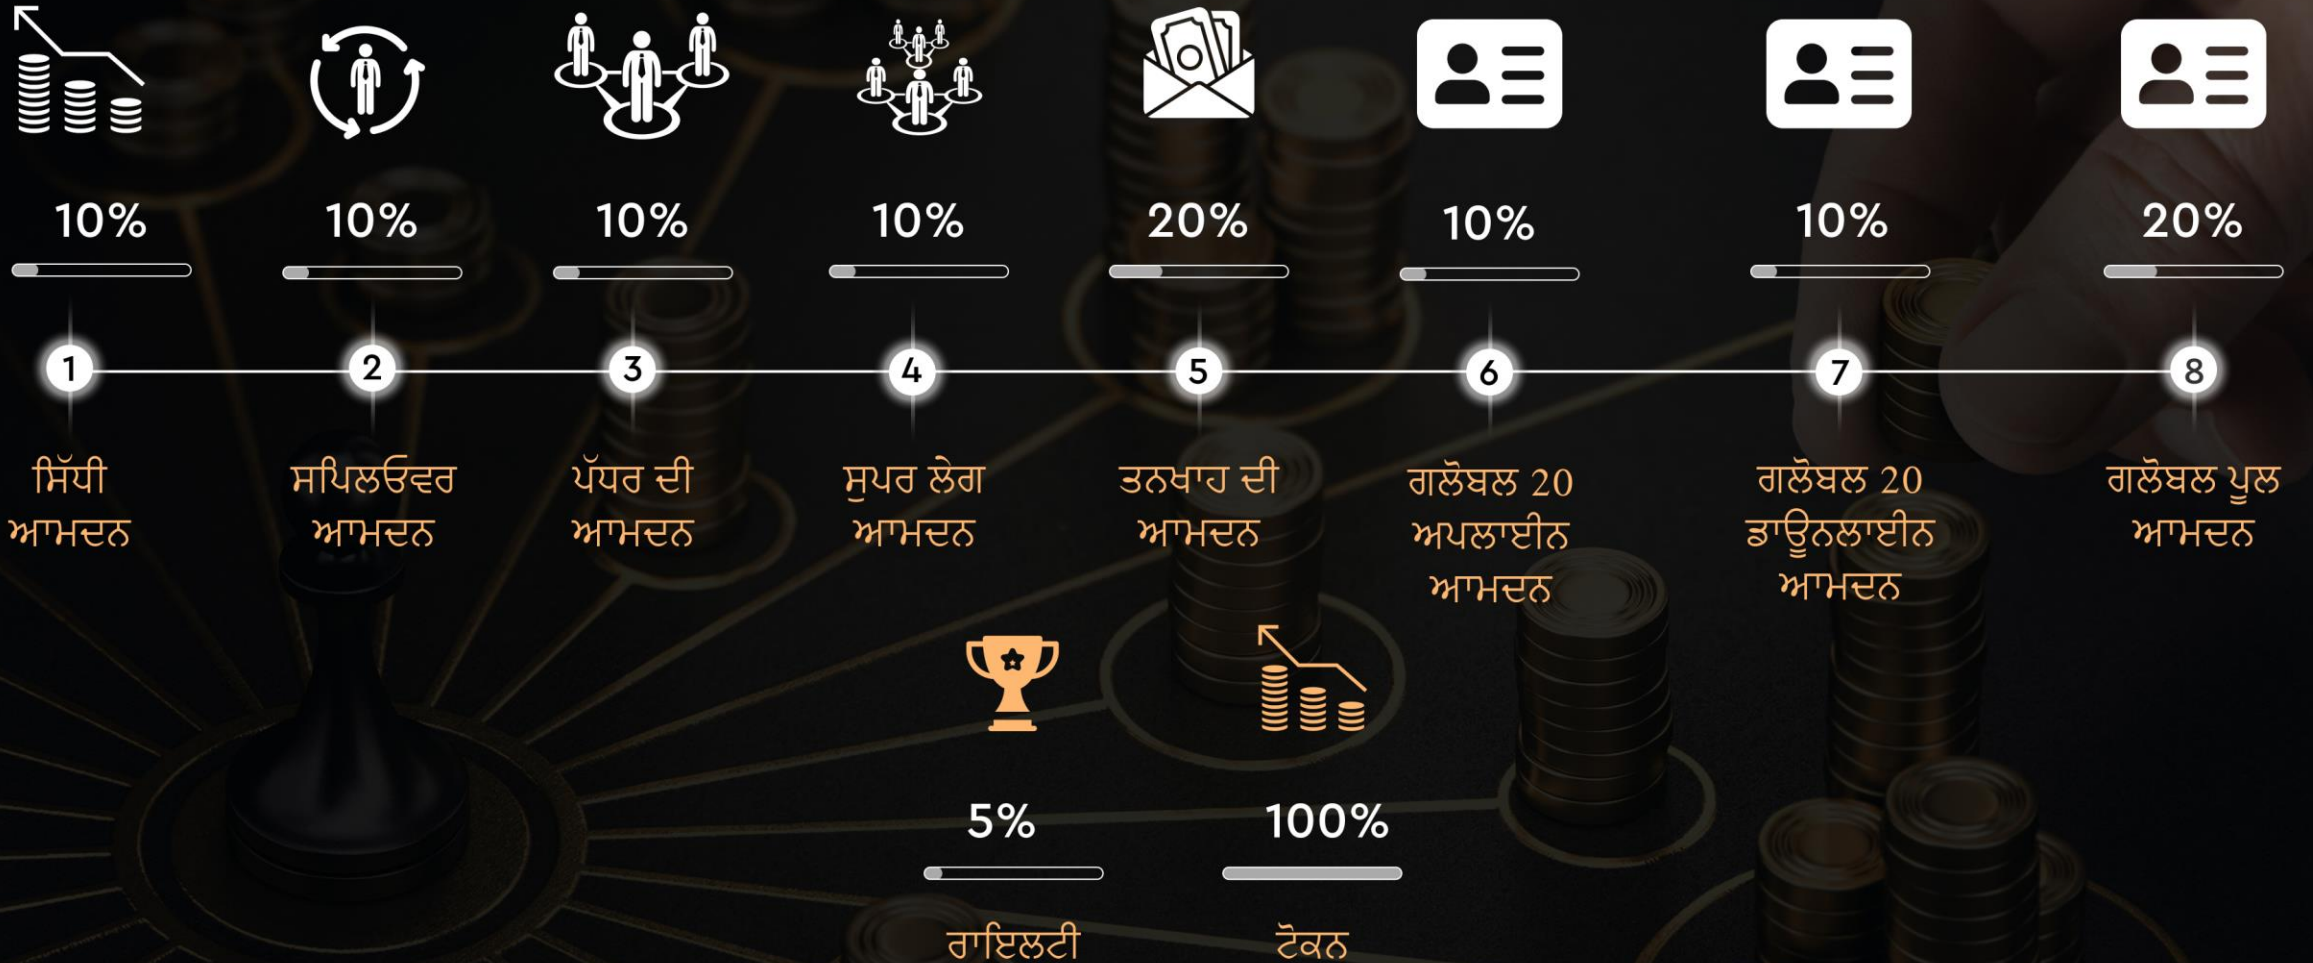 10% 10% 10% 10% 20% 10% 10% 20%
1 2 3 4 5 6 7 8
ਸਿੱਧੀ
ਆਮਦਨ
ਸਪਿਲਓਵਰ
ਆਮਦਨ
ਪੱਧਰ ਦੀ
ਆਮਦਨ
ਸੁਪਰ ਲੇਗ
ਆਮਦਨ
ਤਨਖਾਹ ਦੀ
ਆਮਦਨ
ਗਲੋਬਲ 20
ਅਪਲਾਈਨ
ਆਮਦਨ
ਗਲੋਬਲ 20
ਡਾਊਨਲਾਈਨ
ਆਮਦਨ
ਗਲੋਬਲ ਪੂਲ
ਆਮਦਨ
5% 100%
ਰਾਇਲਟੀ ਟੋਕਨ